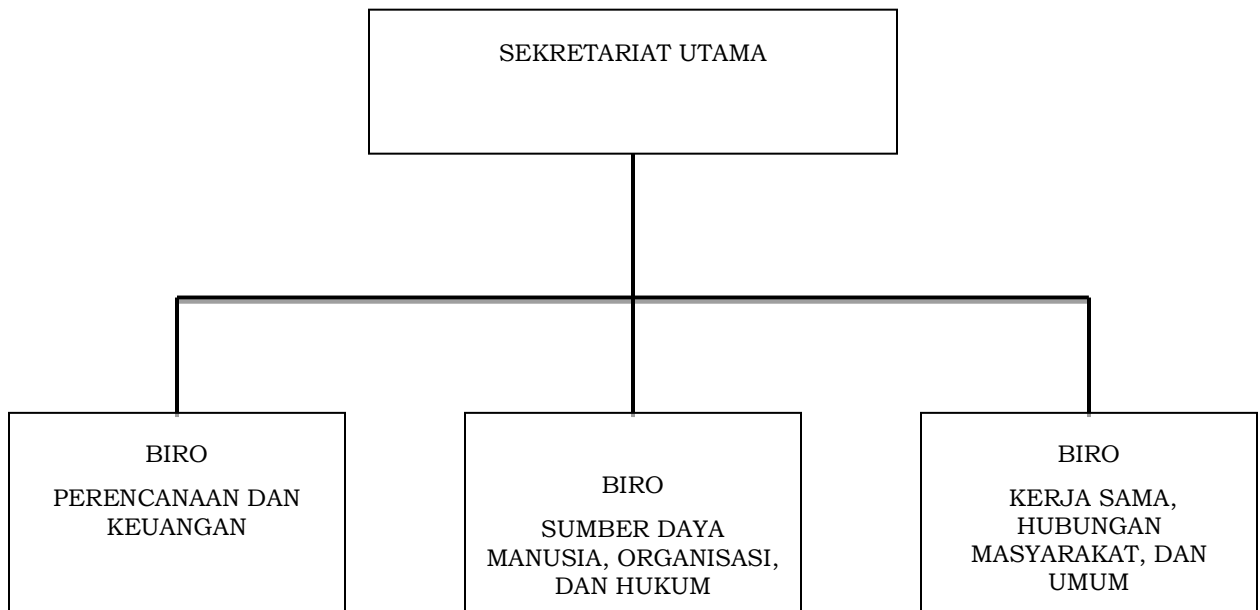 SEKRETARIAT UTAMA
BIRO
PERENCANAAN DAN
KEUANGAN
BIRO
SUMBER DAYA
MANUSIA, ORGANISASI,
DAN HUKUM
BIRO
KERJA SAMA,
HUBUNGAN
MASYARAKAT, DAN
UMUM